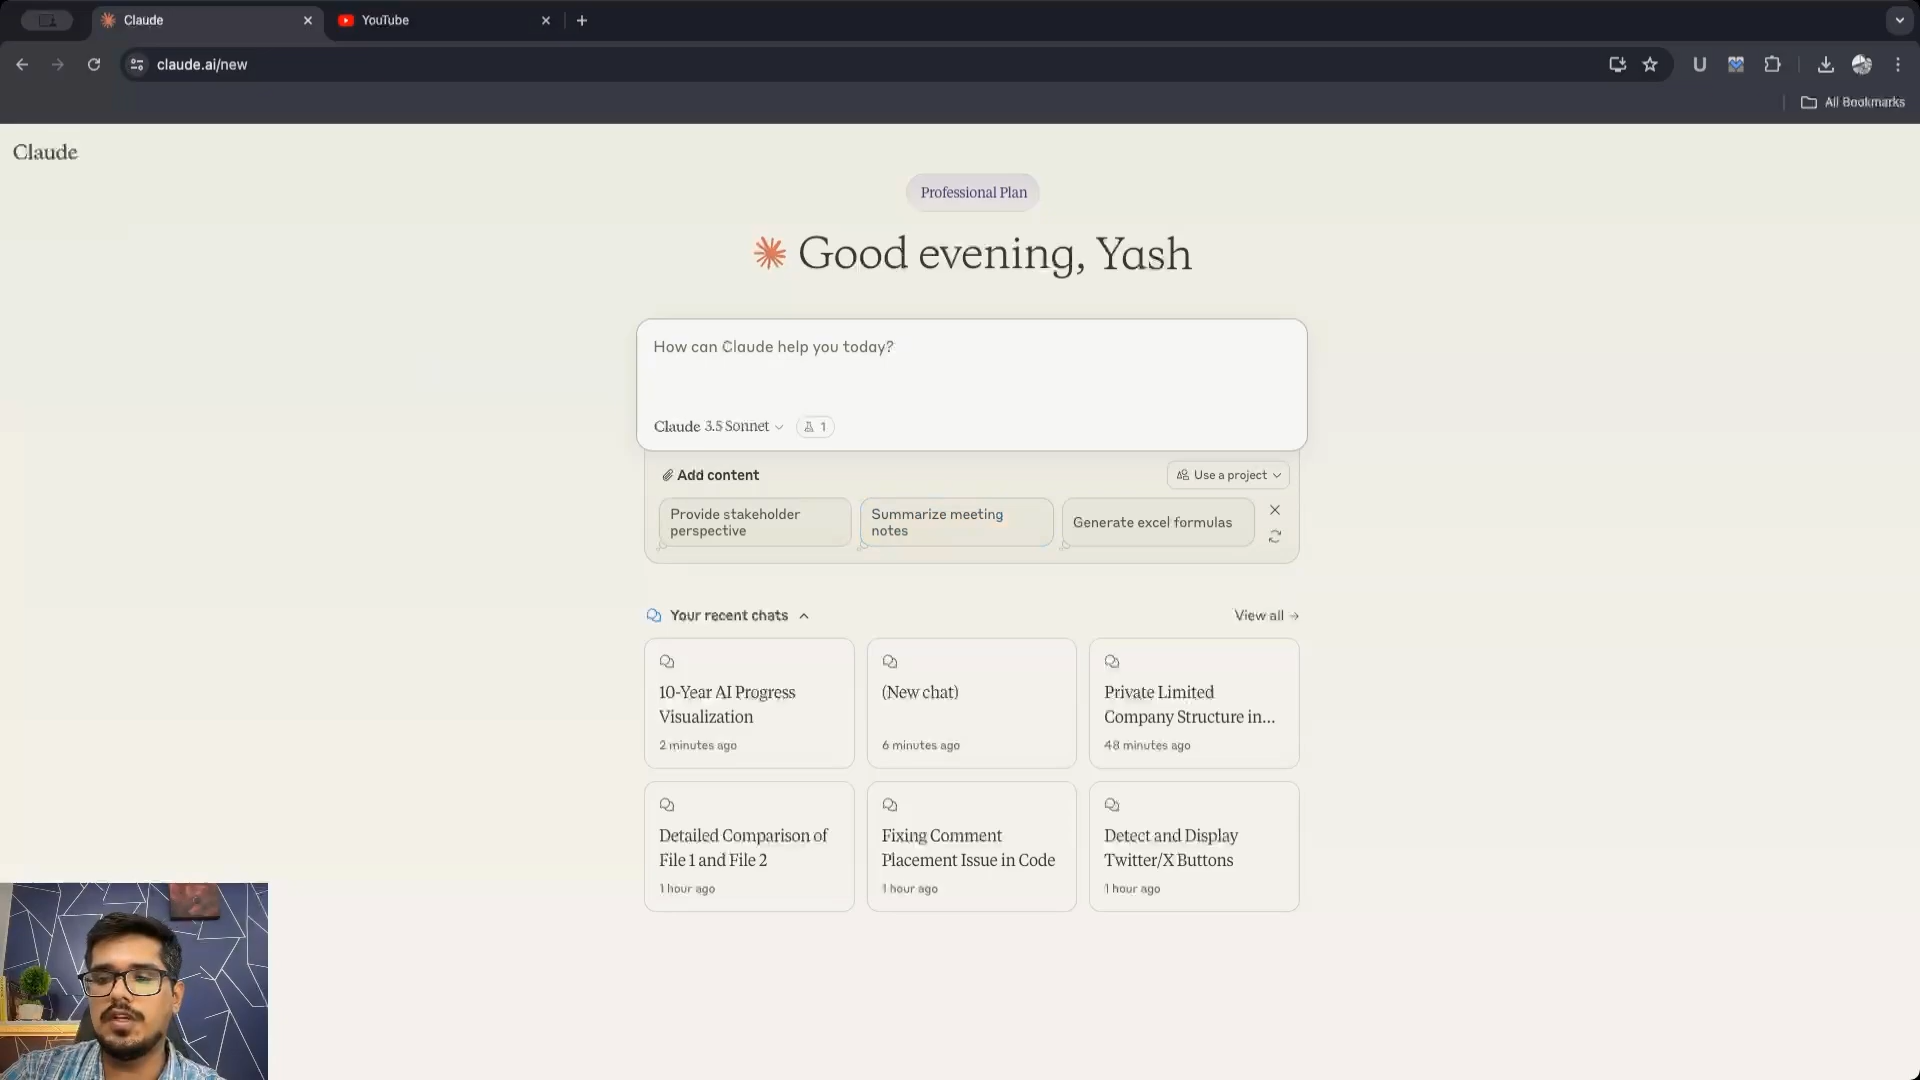 Claude
YouTube
claude.ai/new
U
All Bookmarks
Claude
Professional Plan
Good evening, Yash
How can Claude help you today?
Claude 3.5 Sonnet
1
Add content
Use a project
Provide stakeholder
perspective
Summarize meeting
notes
Generate excel formulas
Your recent chats
View all →
10-Year AI Progress
Visualization
2 minutes ago
(New chat)
6 minutes ago
Private Limited
Company Structure in...
48 minutes ago
Detailed Comparison of
File 1 and File 2
1 hour ago
Fixing Comment
Placement Issue in Code
1 hour ago
Detect and Display
Twitter/X Buttons
1 hour ago